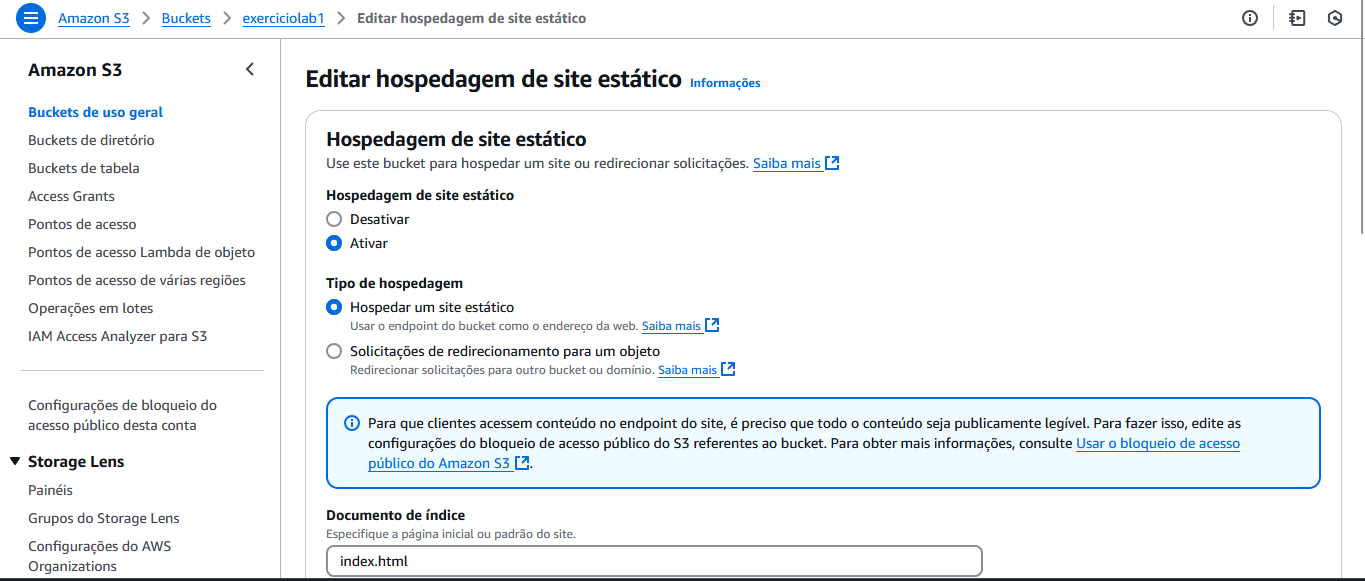 Amazon S3 > Buckets > exerciciolab1 > Editar hospedagem de site estático
Amazon S3
Buckets de uso geral
Buckets de diretório
Buckets de tabela
Access Grants
Pontos de acesso
Pontos de acesso Lambda de objeto
Pontos de acesso de várias regiões
Operações em lotes
IAM Access Analyzer para S3
Configurações de bloqueio do
acesso público desta conta
Storage Lens
Painéis
Grupos do Storage Lens
Configurações do AWS
Organizations
Editar hospedagem de site estático Informações
Hospedagem de site estático
Use este bucket para hospedar um site ou redirecionar solicitações. Saiba mais
Hospedagem de site estático
Desativar
Ativar
Tipo de hospedagem
Hospedar um site estático
Usar o endpoint do bucket como o endereço da web. Saiba mais
Solicitações de redirecionamento para um objeto
Redirecionar solicitações para outro bucket ou domínio. Saiba mais
Para que clientes acessem conteúdo no endpoint do site, é preciso que todo o conteúdo seja publicamente legível. Para fazer isso, edite as
configurações do bloqueio de acesso público do S3 referentes ao bucket. Para obter mais informações, consulte Usar o bloqueio de acesso
público do Amazon S3.
Documento de índice
Especifique a página inicial ou padrão do site.
index.html